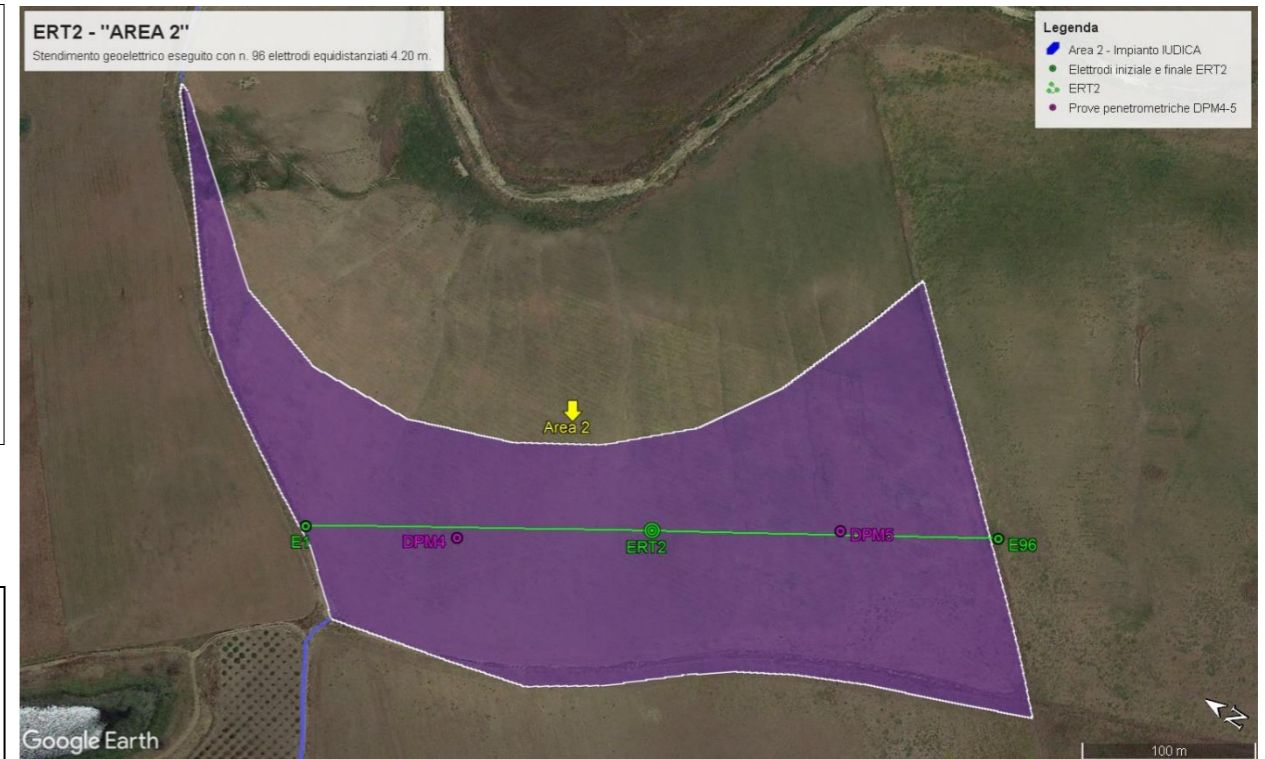 ERT2 - "AREA 2"
Stendimento geoelettrico eseguito con n. 96 elettrodi equidistanziati 4.20 m.
Legenda
Area 2 - Impianto IUDICA
Elettrodi iniziale e finale ERT2
ERT2
Prove penetrometriche DPM4-5
Area 2
E1
DPM4
ERT2
DPM5
E96
N
Google Earth
100 m